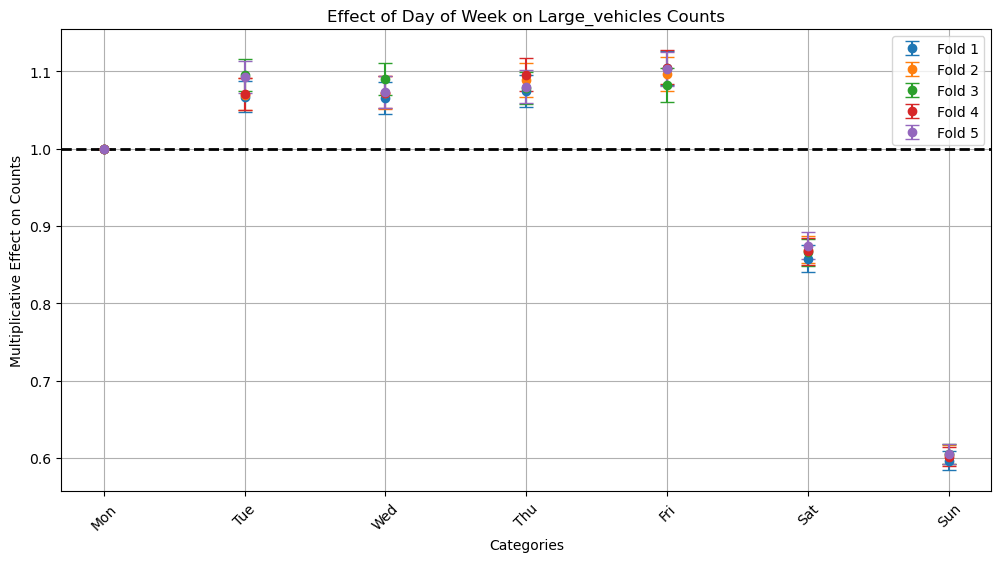 Effect of Day of Week on Large_vehicles Counts
Multiplicative Effect on Counts
1.1
1.0
0.9
0.8
0.7
0.6
Fold 1
Fold 2
Fold 3
Fold 4
Fold 5
Mon
Tue
Wed
Thu
Fri
Sat
Sun
Categories